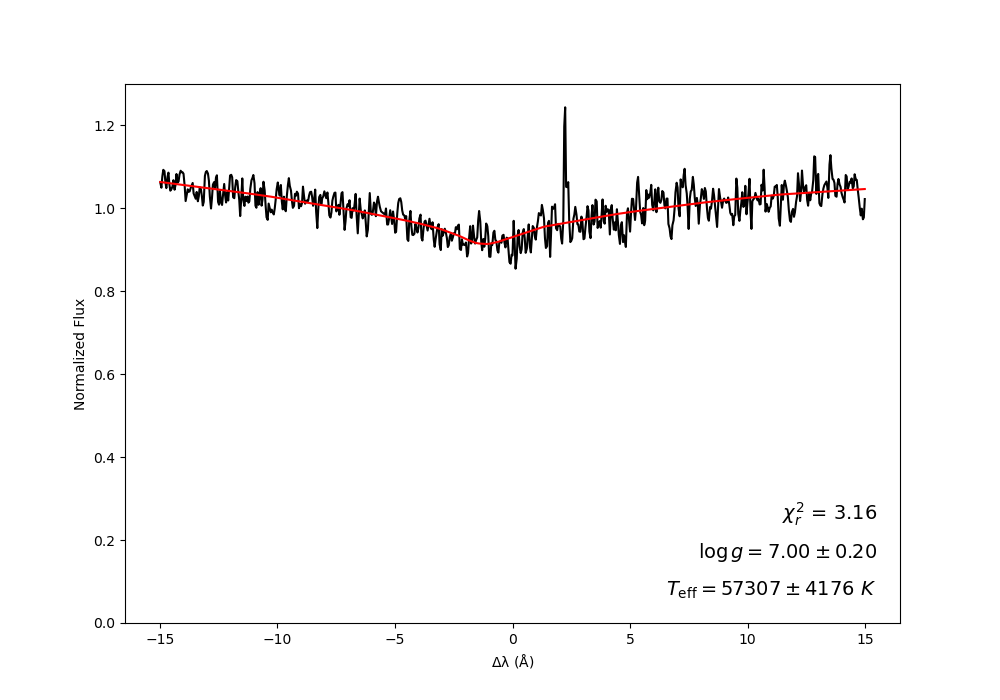 1.2
1.0
0.8
0.6
0.4
0.2
0.0
Normalized Flux
χ²ᵣ = 3.16
log g = 7.00 ± 0.20
T_eff = 57307 ± 4176 K
−15 −10 −5 0 5 10 15
Δλ (Å)